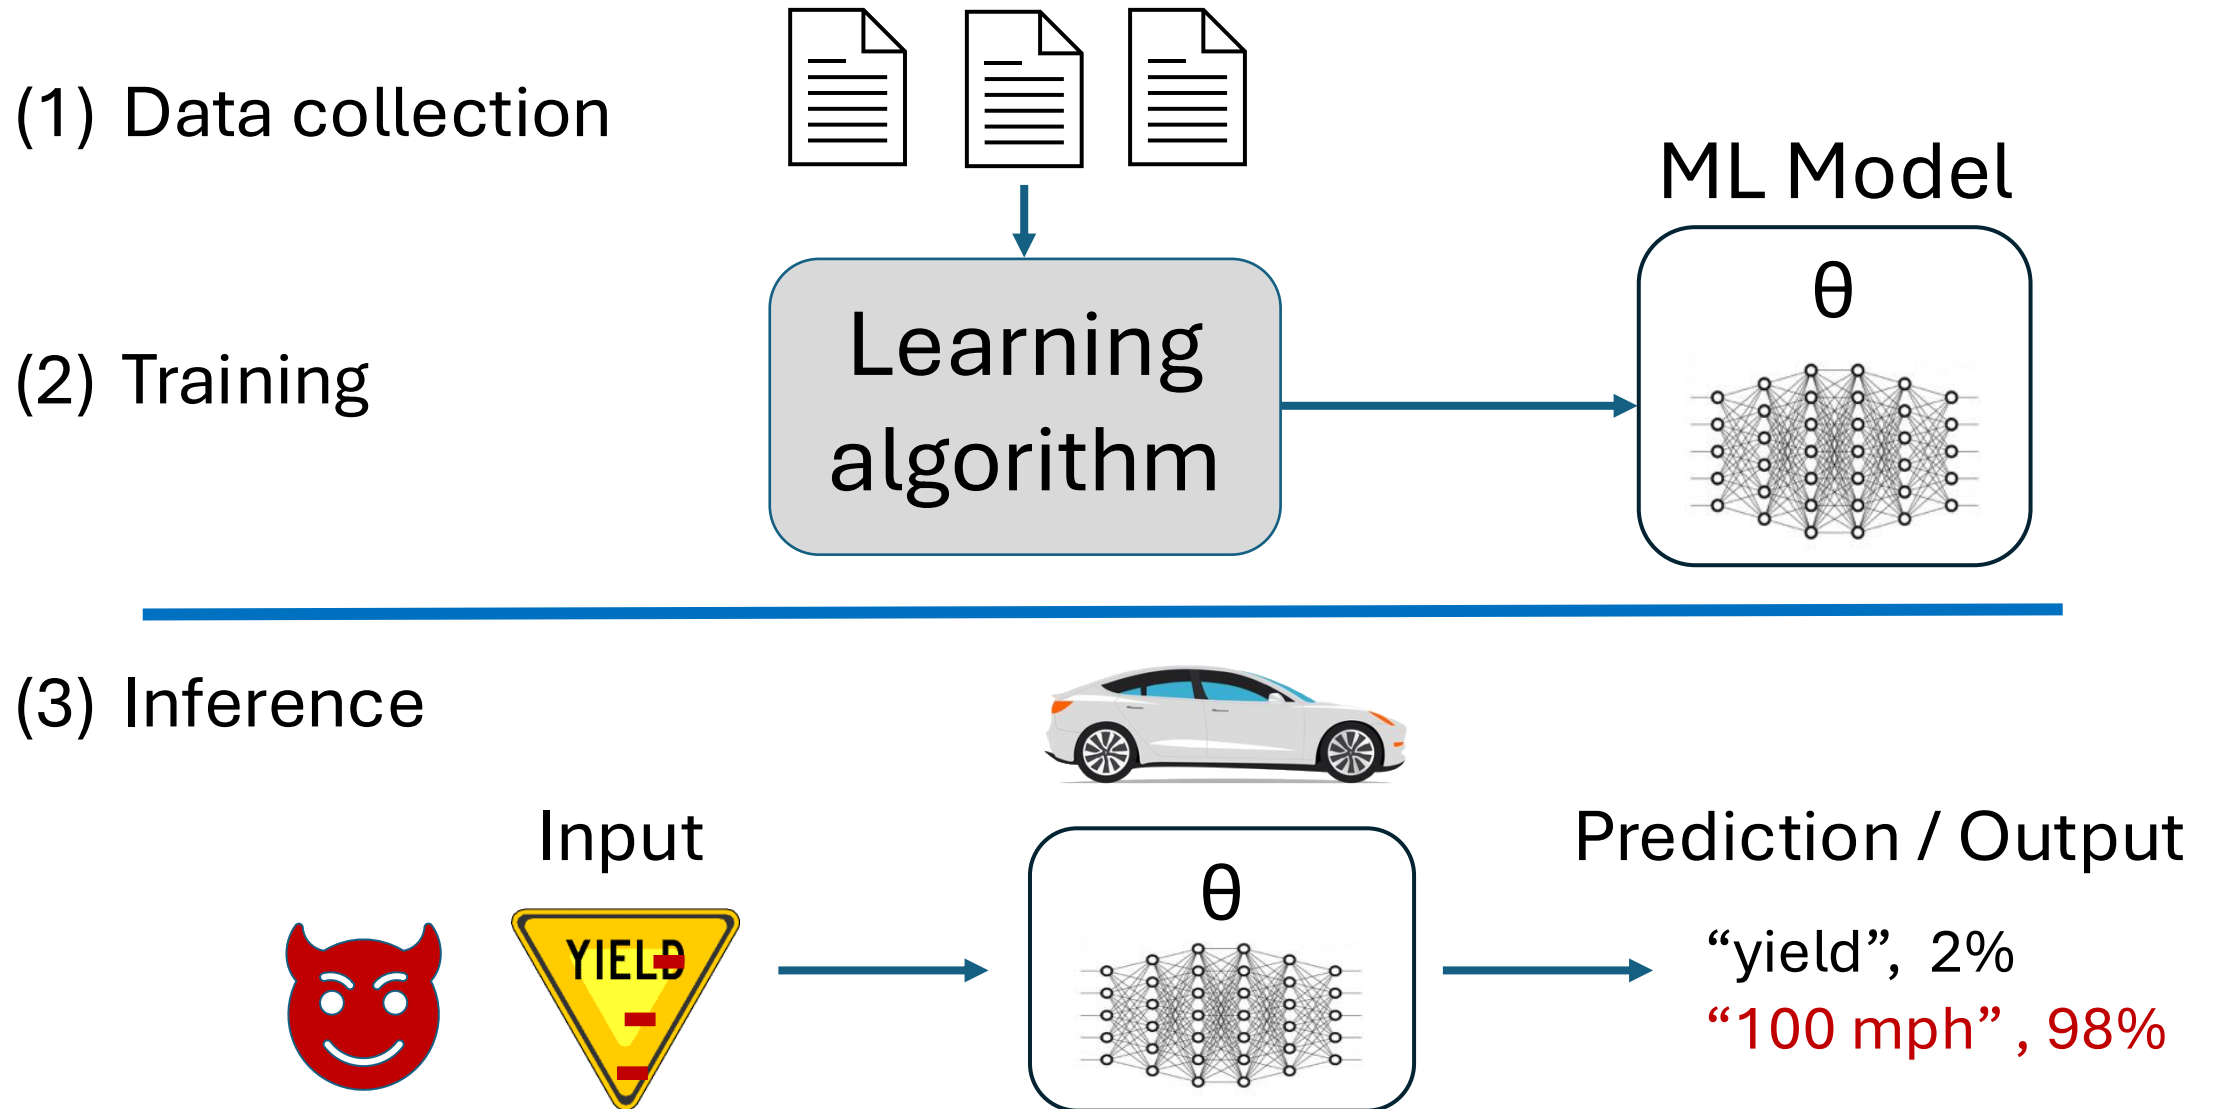 (1) Data collection
ML Model
θ
Learning
algorithm
(2) Training
(3) Inference
Input
Prediction / Output
YIELD
θ
“yield”, 2%
“100 mph” , 98%